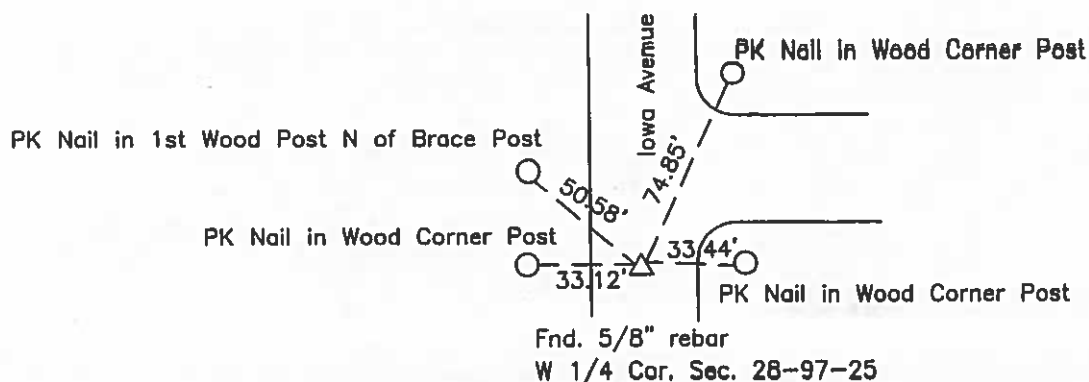 Iowa Avemue
PK Nail in Wood Corner Post
PK Nail in 1st Wood Post N of Brace Post
50.58'
74.85'
PK Nail in Wood Corner Post
33.12'
33.44'
PK Nail in Wood Corner Post
Fnd. 5/8" rebar
W 1/4 Cor. Sec. 28-97-25